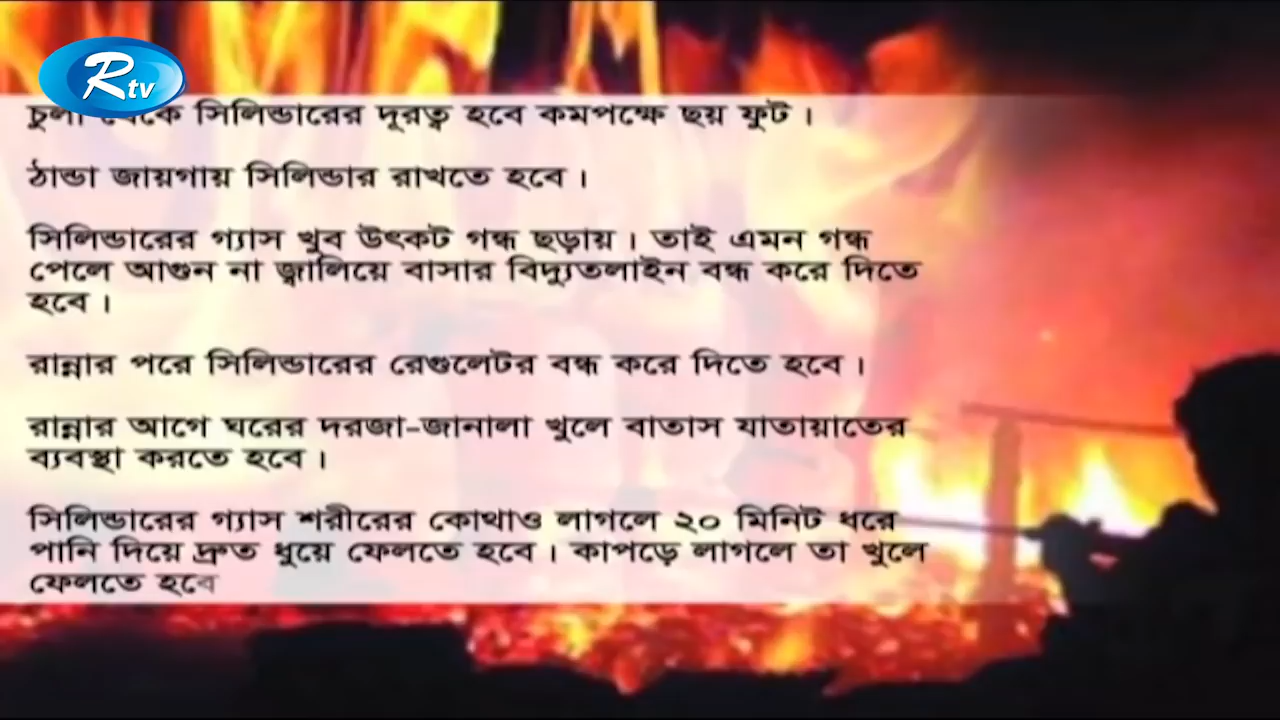 Rtv
চুলা থেকে সিলিন্ডারের দূরত্ব হবে কমপক্ষে ছয় ফুট ।
ঠান্ডা জায়গায় সিলিন্ডার রাখতে হবে ।
সিলিন্ডারের গ্যাস খুব উৎকট গন্ধ ছড়ায় । তাই এমন গন্ধ
পেলে আগুন না জ্বালিয়ে বাসার বিদ্যুতলাইন বন্ধ করে দিতে
হবে ।
রান্নার পরে সিলিন্ডারের রেগুলেটর বন্ধ করে দিতে হবে ।
রান্নার আগে ঘরের দরজা-জানালা খুলে বাতাস যাতায়াতের
ব্যবস্থা করতে হবে ।
সিলিন্ডারের গ্যাস শরীরের কোথাও লাগলে ২০ মিনিট ধরে
পানি দিয়ে দ্রুত ধুয়ে ফেলতে হবে । কাপড়ে লাগলে তা খুলে
ফেলতে হবে